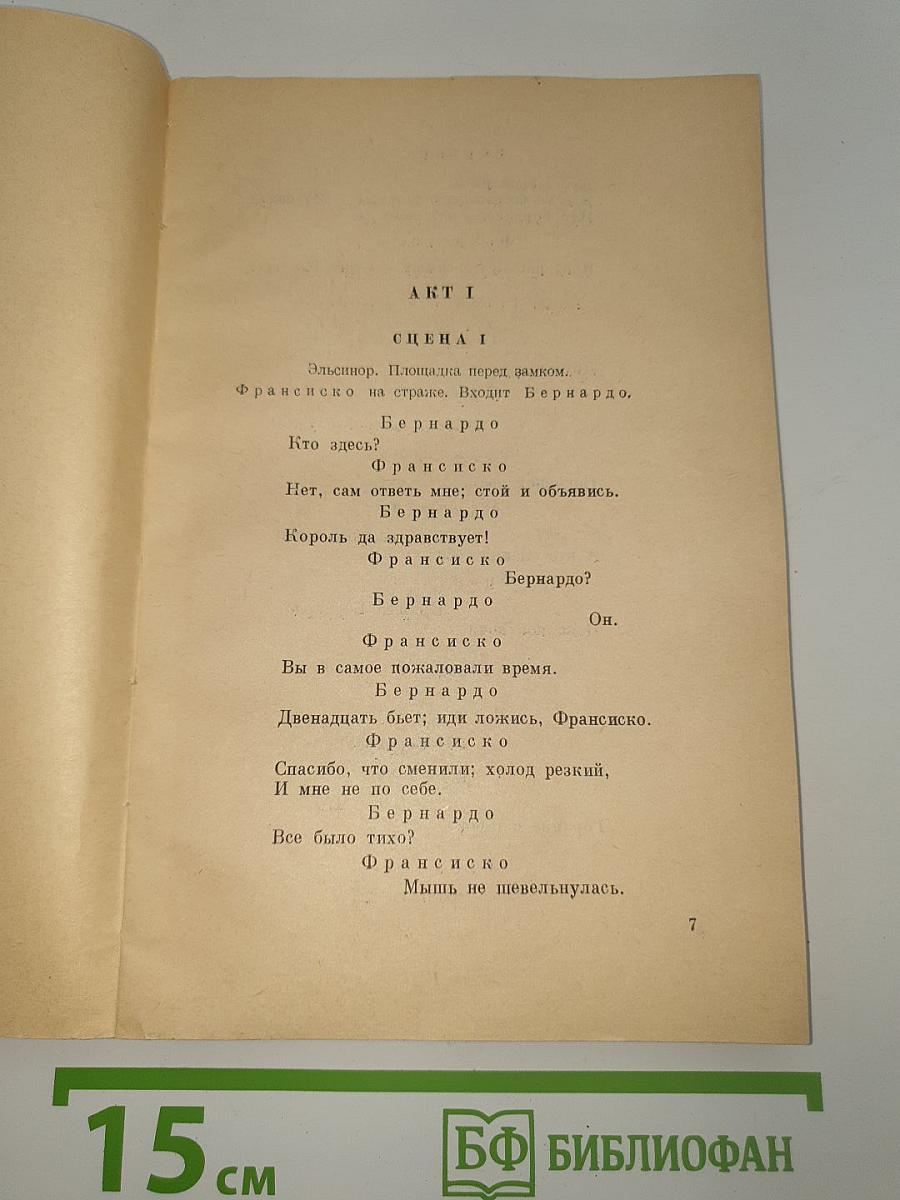 АКТ I
СЦЕНА I
Эльсинор. Площадка перед замком.
Франсиско на страже. Входит Бернардо.
Бернардо
Кто здесь?
Франсиско
Нет, сам ответь мне; стой и объявись.
Бернардо
Король да здравствует!
Франсиско
Бернардо?
Бернардо
Он.
Франсиско
Вы в самое пожаловали время.
Бернардо
Двенадцать бьет; иди ложись, Франсиско.
Франсиско
Спасибо, что сменили; холод резкий,
И мне не по себе.
Бернардо
Все было тихо?
Франсиско
Мышь не шевельнулась.
7
15 см
БФ БИБЛИОФАН